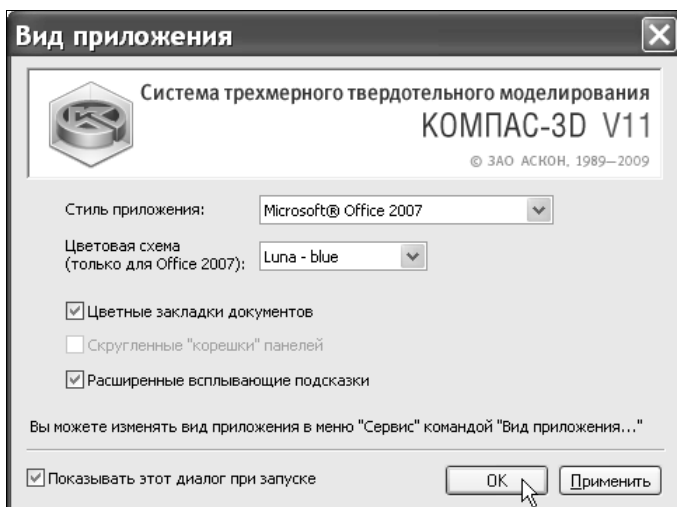 Вид приложения
Система трехмерного твердотельного моделирования
КОМПАС-3D V11
© ЗАО АСКОН, 1989—2009
Стиль приложения: Microsoft® Office 2007
Цветовая схема
(только для Office 2007): Luna - blue
Цветные закладки документов
Скругленные "корешки" панелей
Расширенные всплывающие подсказки
Вы можете изменять вид приложения в меню "Сервис" командой "Вид приложения..."
Показывать этот диалог при запуске OK Применить